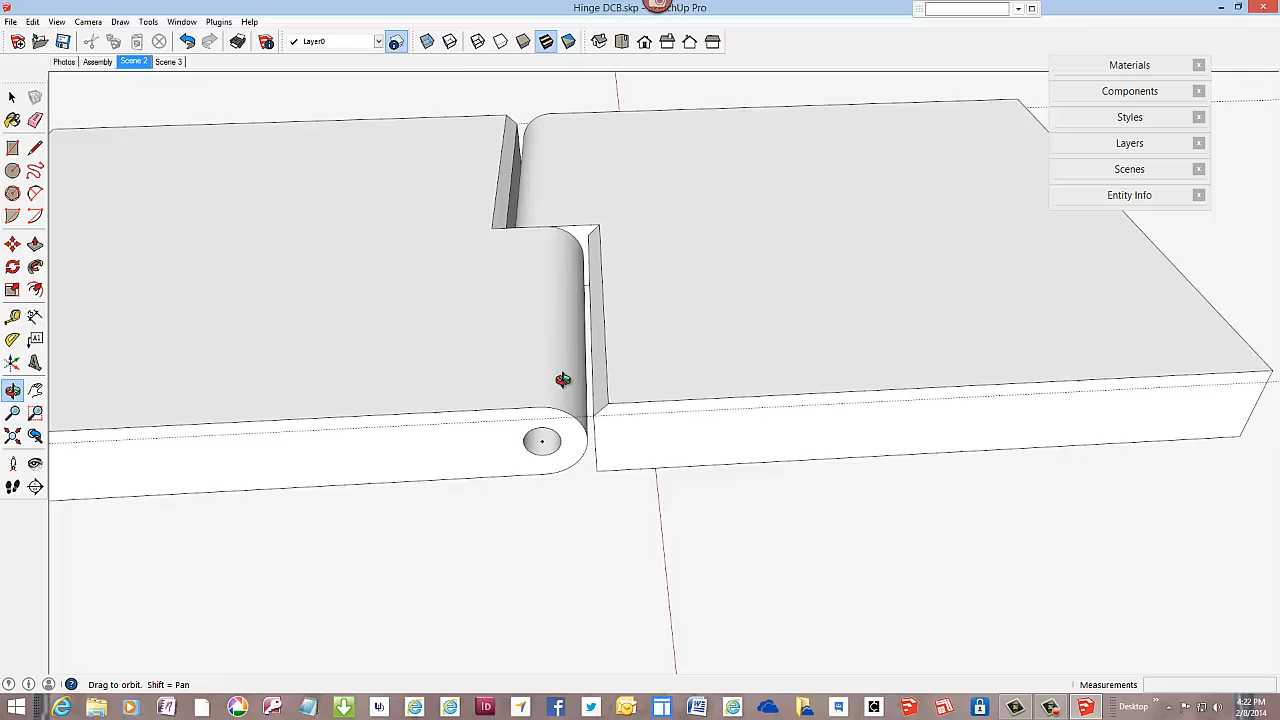 Hinge DCB.skp - SketchUp Pro
File Edit View Camera Draw Tools Window Plugins Help
Layer0
Photos Assembly Scene 2 Scene 3
Materials
Components
Styles
Layers
Scenes
Entity Info
Drag to orbit. Shift = Pan
Measurements
Desktop
4:22 PM
2/8/2014